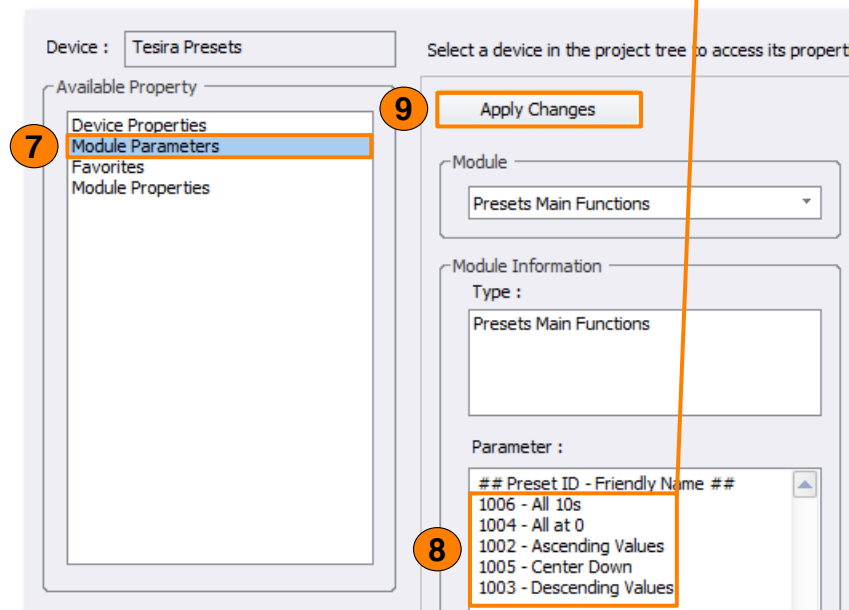 Device : Tesira Presets
Select a device in the project tree to access its propert
Available Property
9
Apply Changes
7
Device Properties
Module Parameters
Favorites
Module Properties
Module
Presets Main Functions
Module Information
Type :
Presets Main Functions
Parameter :
## Preset ID - Friendly Name ##
8
1006 - All 10s
1004 - All at 0
1002 - Ascending Values
1005 - Center Down
1003 - Descending Values